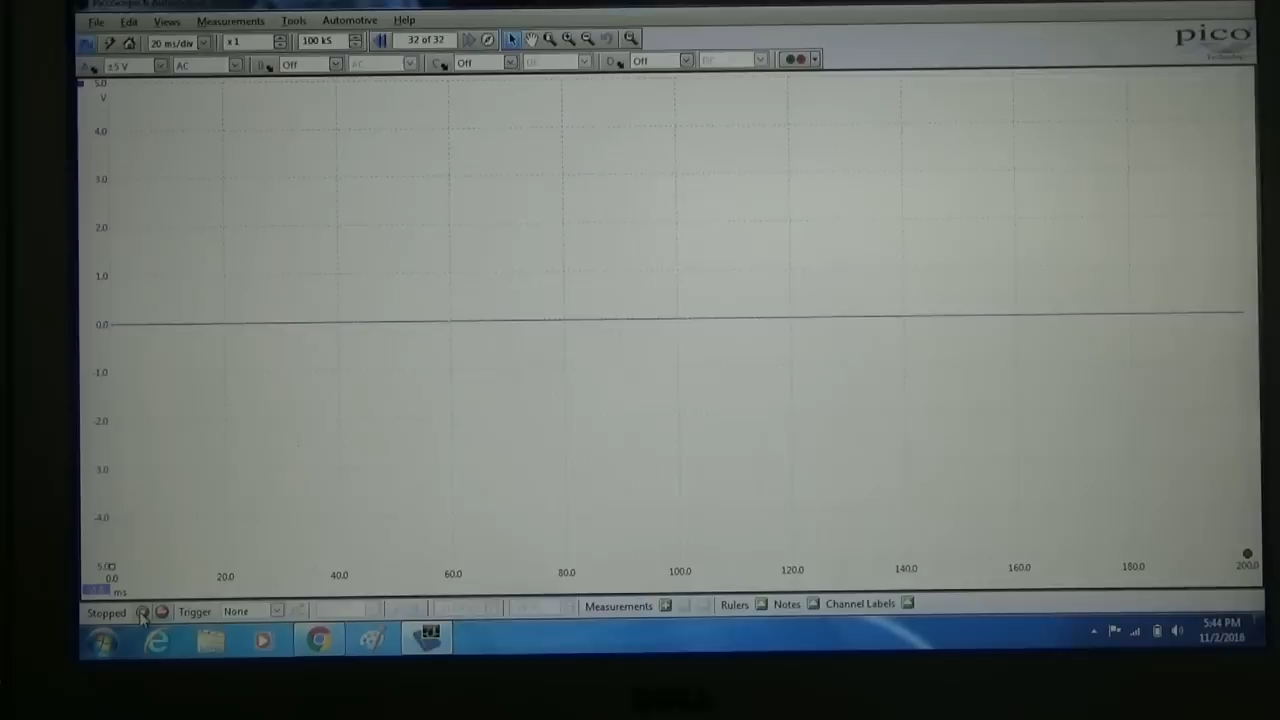 File Edit Views Measurements Tools Automotive Help
20 ms/div x 1 100 kS 32 of 32
pico
A ±5 V AC B Off AC C Off D Off
5.0
V
4.0
3.0
2.0
1.0
0.0
-1.0
-2.0
3.0
-4.0
5.0
0.0 20.0 40.0 60.0 80.0 100.0 120.0 140.0 160.0 180.0 200.0
ms
Stopped Trigger None Measurements Rulers Notes Channel Labels
5:44 PM
11/2/2016